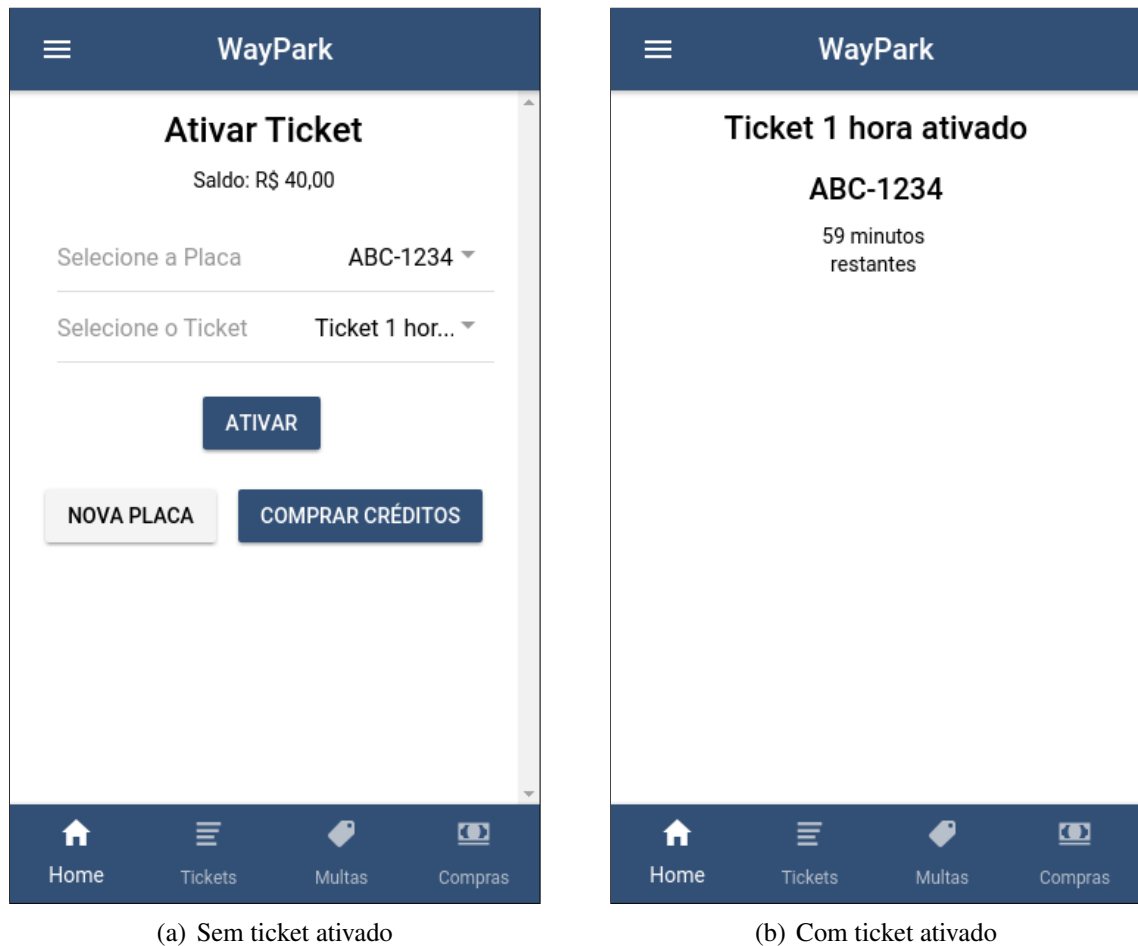 WayPark
Ativar Ticket
Saldo: R$ 40,00
Selecione a Placa ABC-1234
Selecione o Ticket Ticket 1 hor...
ATIVAR
NOVA PLACA COMPRAR CRÉDITOS
Home Tickets Multas Compras
(a) Sem ticket ativado
WayPark
Ticket 1 hora ativado
ABC-1234
59 minutos
restantes
Home Tickets Multas Compras
(b) Com ticket ativado